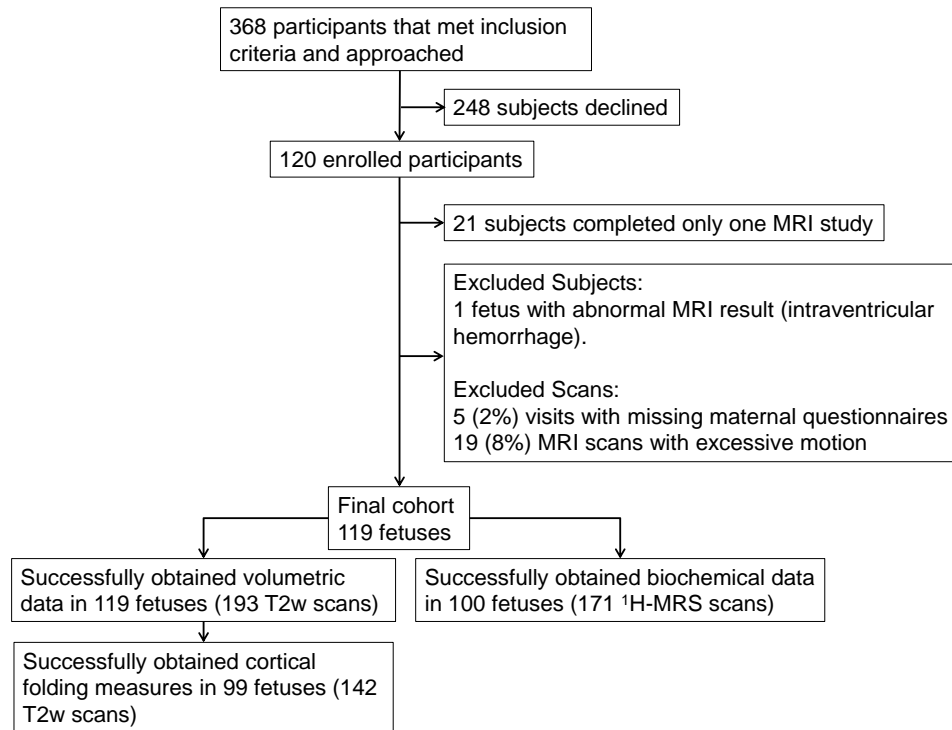 368 participants that met inclusion
criteria and approached
248 subjects declined
120 enrolled participants
21 subjects completed only one MRI study
Excluded Subjects:
1 fetus with abnormal MRI result (intraventricular
hemorrhage).
Excluded Scans:
5 (2%) visits with missing maternal questionnaires
19 (8%) MRI scans with excessive motion
Final cohort
119 fetuses
Successfully obtained volumetric
data in 119 fetuses (193 T2w scans)
Successfully obtained biochemical data
in 100 fetuses (171 ¹H-MRS scans)
Successfully obtained cortical
folding measures in 99 fetuses (142
T2w scans)